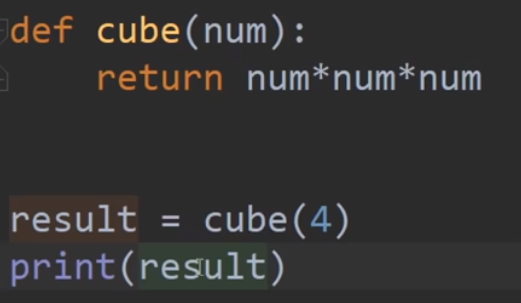 def cube(num):
    return num*num*num
result = cube(4)
print(result)